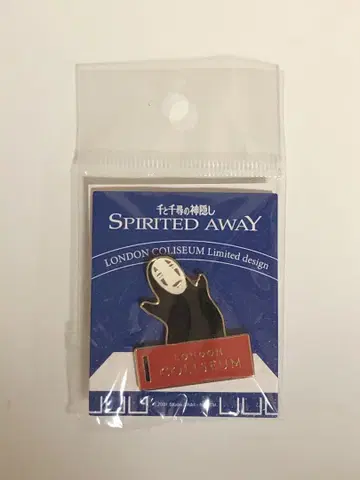 千と千尋の神隠し
SPIRITED AWAY
LONDON COLISEUM Limited design
LONDON
COLISEUM